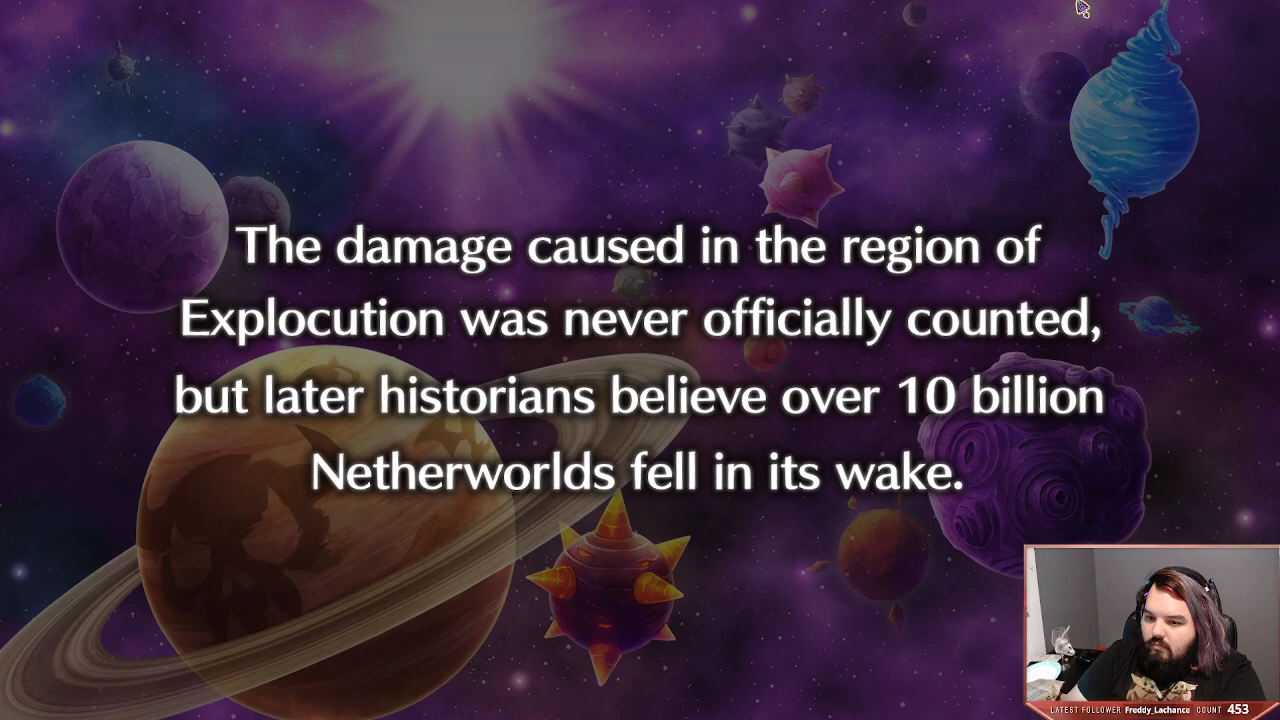 The damage caused in the region of
Explocution was never officially counted,
but later historians believe over 10 billion
Netherworlds fell in its wake.
LATEST FOLLOWER Freddy_Lachance COUNT 453